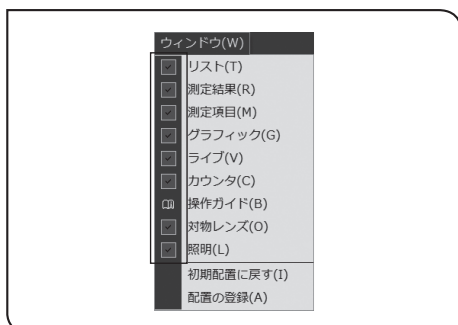 ウィンドウ(W)
リスト(T)
測定結果(R)
測定項目(M)
グラフィック(G)
ライブ(V)
カウンタ(C)
操作ガイド(B)
対物レンズ(O)
照明(L)
初期配置に戻す(I)
配置の登録(A)